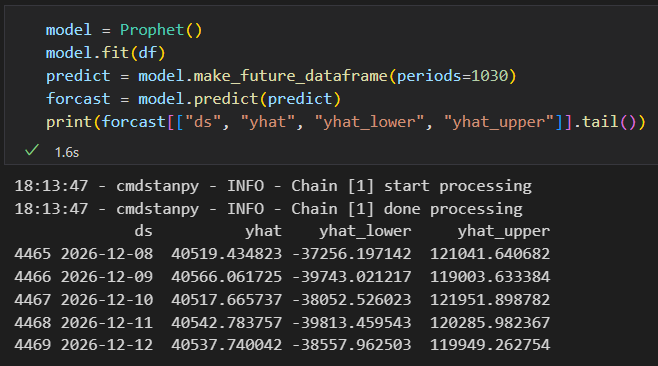 model = Prophet()
model.fit(df)
predict = model.make_future_dataframe(periods=1030)
forcast = model.predict(predict)
print(forcast[["ds", "yhat", "yhat_lower", "yhat_upper"]].tail())
1.6s
18:13:47 - cmdstanpy - INFO - Chain [1] start processing
18:13:47 - cmdstanpy - INFO - Chain [1] done processing
ds yhat yhat_lower yhat_upper
4465 2026-12-08 40519.434823 -37256.197142 121041.640682
4466 2026-12-09 40566.061725 -39743.021217 119003.633384
4467 2026-12-10 40517.665737 -38052.526023 121951.898782
4468 2026-12-11 40542.783757 -39813.459543 120285.982367
4469 2026-12-12 40537.740042 -38557.962503 119949.262754